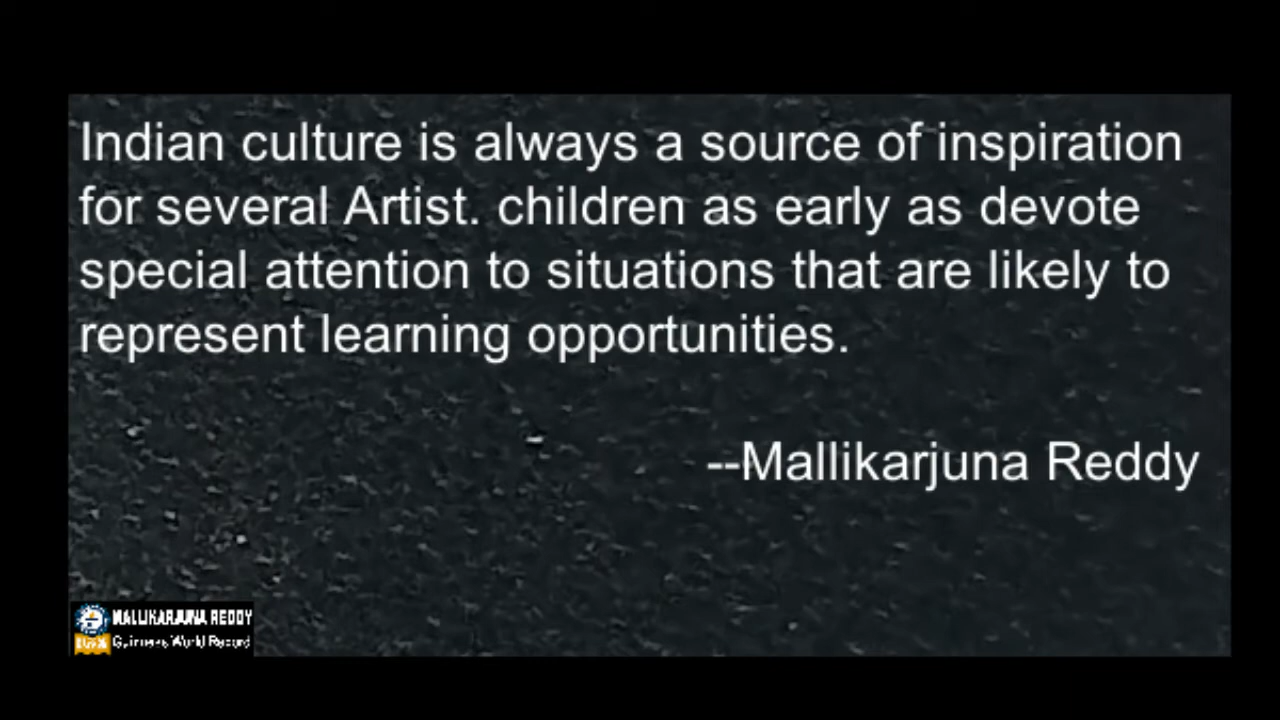 Indian culture is always a source of inspiration
for several Artist. children as early as devote
special attention to situations that are likely to
represent learning opportunities.
--Mallikarjuna Reddy
MALLIKARJUNA REDDY
Guinness World Record